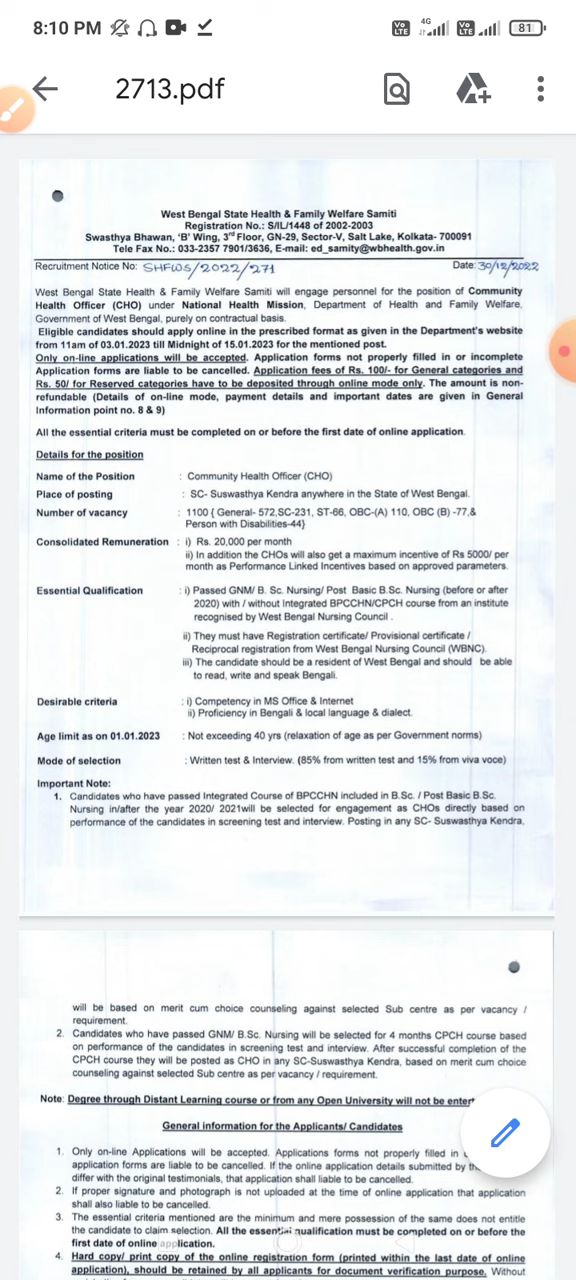 8:10 PM
Vo LTE 4G Vo LTE 81
2713.pdf
West Bengal State Health & Family Welfare Samiti
Registration No.: S/IL/1448 of 2002-2003
Swasthya Bhawan, 'B' Wing, 3rd Floor, GN-29, Sector-V, Salt Lake, Kolkata- 700091
Tele Fax No.: 033-2357 7901/3636, E-mail: ed_samity@wbhealth.gov.in
Recruitment Notice No: SHFWS/2022/271 Date: 30/12/2022
West Bengal State Health & Family Welfare Samiti will engage personnel for the position of Community
Health Officer (CHO) under National Health Mission, Department of Health and Family Welfare,
Government of West Bengal, purely on contractual basis.
Eligible candidates should apply online in the prescribed format as given in the Department's website
from 11am of 03.01.2023 till Midnight of 15.01.2023 for the mentioned post.
Only on-line applications will be accepted. Application forms not properly filled in or incomplete
Application forms are liable to be cancelled. Application fees of Rs. 100/- for General categories and
Rs. 50/ for Reserved categories have to be deposited through online mode only. The amount is non-
refundable (Details of on-line mode, payment details and important dates are given in General
Information point no. 8 & 9)
All the essential criteria must be completed on or before the first date of online application.
Details for the position
Name of the Position : Community Health Officer (CHO)
Place of posting : SC- Suswasthya Kendra anywhere in the State of West Bengal.
Number of vacancy : 1100 { General- 572,SC-231, ST-66, OBC-(A) 110, OBC (B) -77,&
Person with Disabilities-44}
Consolidated Remuneration : i) Rs. 20,000 per month
ii) In addition the CHOs will also get a maximum incentive of Rs 5000/ per
month as Performance Linked Incentives based on approved parameters.
Essential Qualification : i) Passed GNM/ B. Sc. Nursing/ Post Basic B.Sc. Nursing (before or after
2020) with / without Integrated BPCCHN/CPCH course from an institute
recognised by West Bengal Nursing Council .
ii) They must have Registration certificate/ Provisional certificate /
Reciprocal registration from West Bengal Nursing Council (WBNC).
iii) The candidate should be a resident of West Bengal and should be able
to read, write and speak Bengali.
Desirable criteria : i) Competency in MS Office & Internet
ii) Proficiency in Bengali & local language & dialect.
Age limit as on 01.01.2023 : Not exceeding 40 yrs (relaxation of age as per Government norms)
Mode of selection : Written test & Interview. (85% from written test and 15% from viva voce)
Important Note:
1. Candidates who have passed Integrated Course of BPCCHN included in B.Sc. / Post Basic B.Sc.
Nursing in/after the year 2020/ 2021will be selected for engagement as CHOs directly based on
performance of the candidates in screening test and interview. Posting in any SC- Suswasthya Kendra,
will be based on merit cum choice counseling against selected Sub centre as per vacancy /
requirement.
2. Candidates who have passed GNM/ B.Sc. Nursing will be selected for 4 months CPCH course based
on performance of the candidates in screening test and interview. After successful completion of the
CPCH course they will be posted as CHO in any SC-Suswasthya Kendra, based on merit cum choice
counseling against selected Sub centre as per vacancy / requirement.
Note: Degree through Distant Learning course or from any Open University will not be
General information for the Applicants/ Candidates
1. Only on-line Applications will be accepted. Applications forms not properly filled in
application forms are liable to be cancelled. If the online application details submitted by
differ with the original testimonials, that application shall liable to be cancelled.
2. If proper signature and photograph is not uploaded at the time of online application that application
shall also liable to be cancelled.
3. The essential criteria mentioned are the minimum and mere possession of the same does not entitle
the candidate to claim selection. All the essential qualification must be completed on or before the
first date of online application.
4. Hard copy/ print copy of the online registration form (printed within the last date of online
application), should be retained by all applicants for document verification purpose. Without